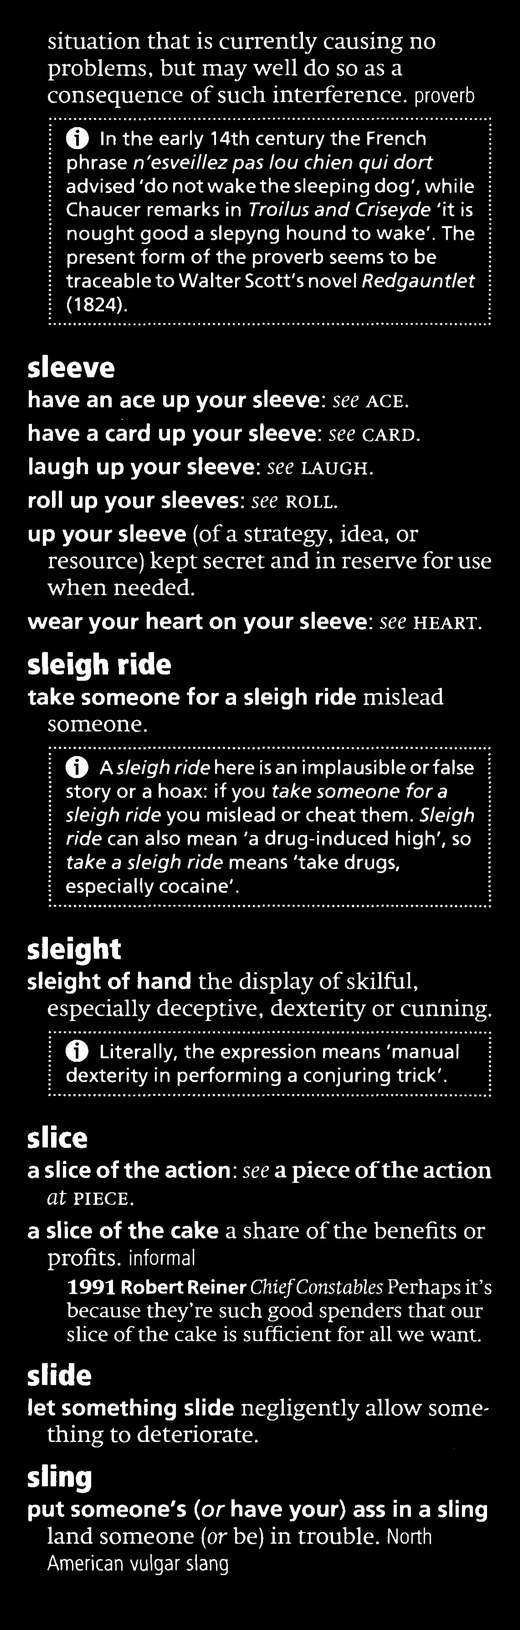 situation that is currently causing no
problems, but may well do so as a
consequence of such interference. proverb
i In the early 14th century the French
phrase n'esveillez pas lou chien qui dort
advised 'do not wake the sleeping dog', while
Chaucer remarks in Troilus and Criseyde 'it is
nought good a slepyng hound to wake'. The
present form of the proverb seems to be
traceable to Walter Scott's novel Redgauntlet
(1824).
sleeve
have an ace up your sleeve: see ACE.
have a card up your sleeve: see CARD.
laugh up your sleeve: see LAUGH.
roll up your sleeves: see ROLL.
up your sleeve (of a strategy, idea, or
resource) kept secret and in reserve for use
when needed.
wear your heart on your sleeve: see HEART.
sleigh ride
take someone for a sleigh ride mislead
someone.
i A sleigh ride here is an implausible or false
story or a hoax: if you take someone for a
sleigh ride you mislead or cheat them. Sleigh
ride can also mean 'a drug-induced high', so
take a sleigh ride means 'take drugs,
especially cocaine'.
sleight
sleight of hand the display of skilful,
especially deceptive, dexterity or cunning.
i Literally, the expression means 'manual
dexterity in performing a conjuring trick'.
slice
a slice of the action: see a piece of the action
at PIECE.
a slice of the cake a share of the benefits or
profits. informal
1991 Robert Reiner Chief Constables Perhaps it's
because they're such good spenders that our
slice of the cake is sufficient for all we want.
slide
let something slide negligently allow some-
thing to deteriorate.
sling
put someone's (or have your) ass in a sling
land someone (or be) in trouble. North
American vulgar slang